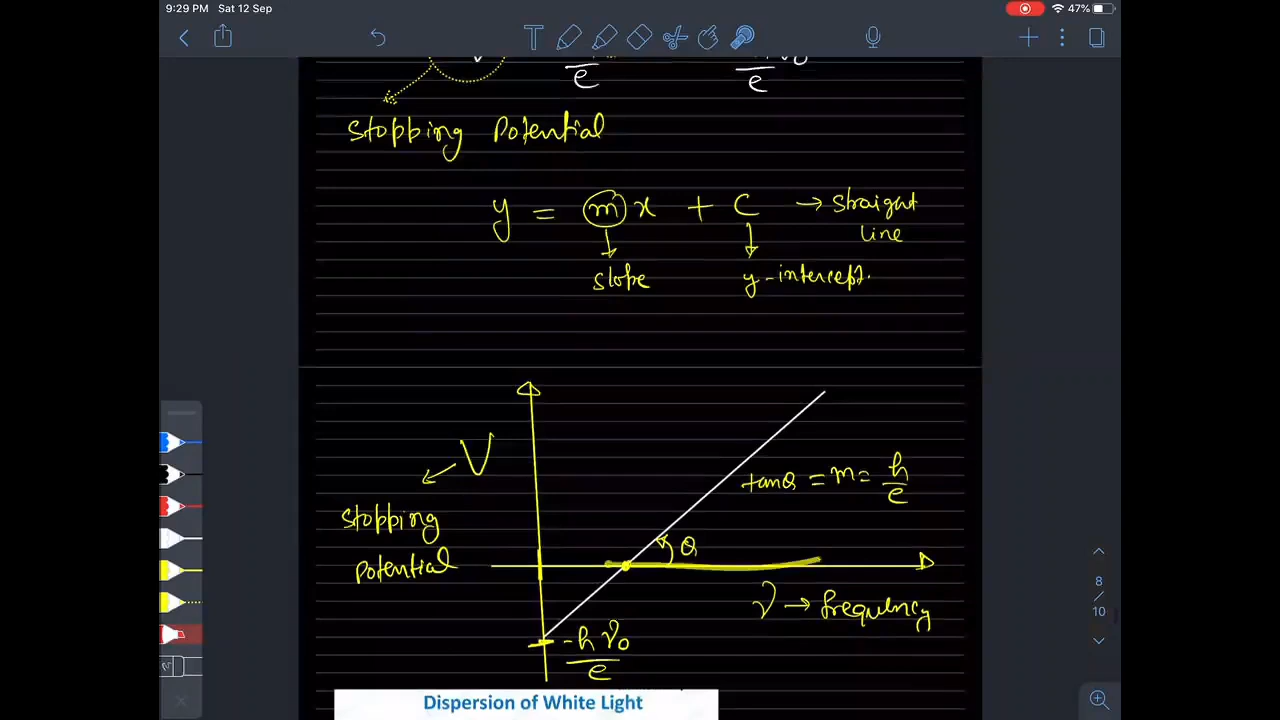 9:29 PM Sat 12 Sep
47%
e
e
Stopping Potential
y = m x + C → straight line
slope
y-intercept.
V
stopping
potential
tanθ = m = h/e
θ
ν → frequency
-hν₀/e
8
/
10
Dispersion of White Light